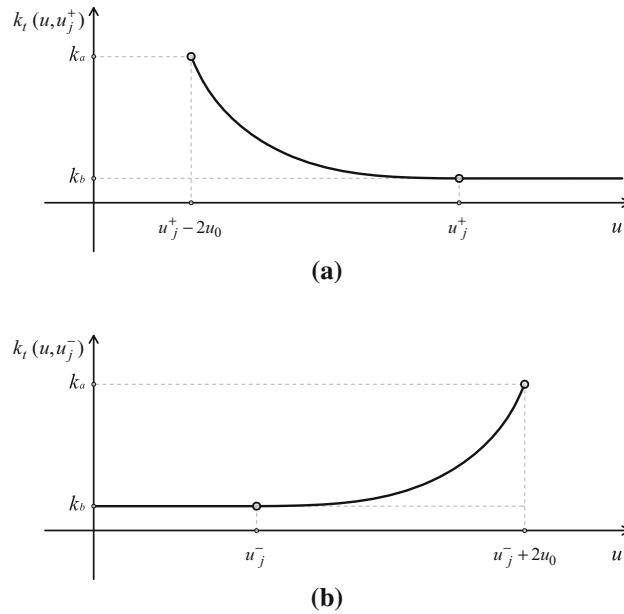 k_t (u,u_j^+)
k_a
k_b
u_j^+ − 2u_0
u_j^+
u
(a)
k_t (u,u_j^−)
k_a
k_b
u_j^−
u_j^− + 2u_0
u
(b)